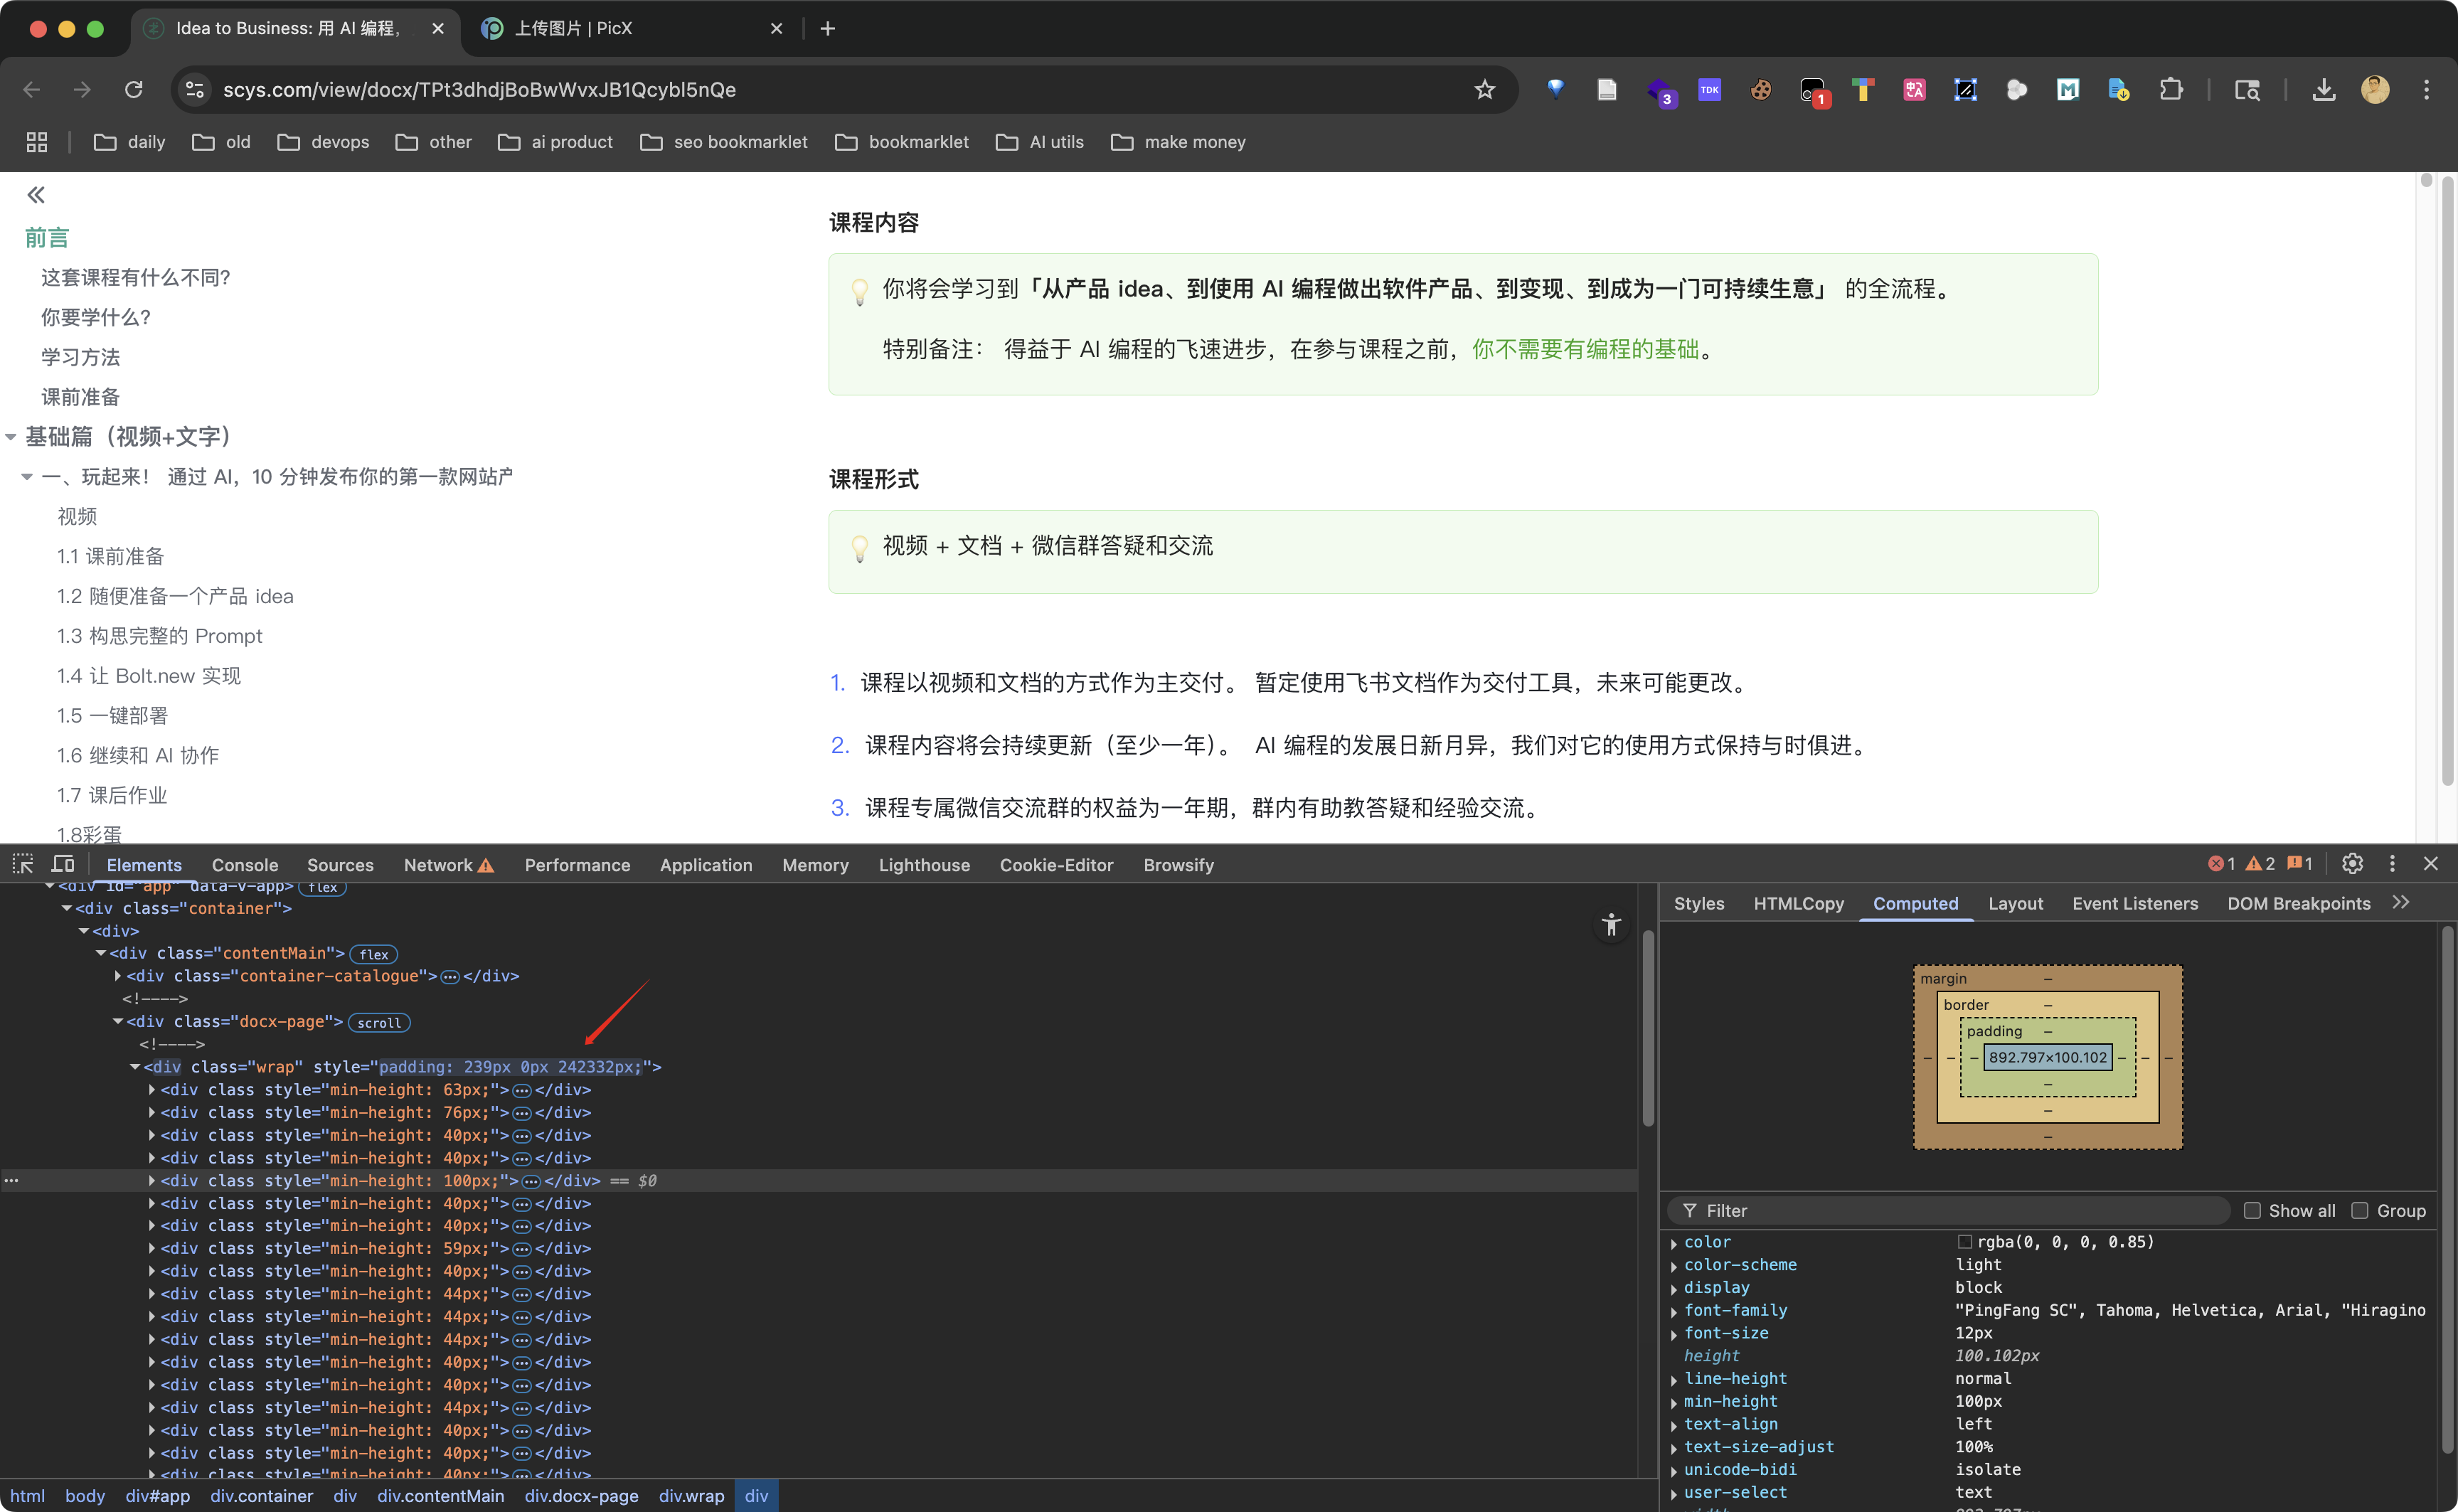 Idea to Business: 用 AI 编程,
上传图片 | PicX
scys.com/view/docx/TPt3dhdjBoBwWvxJB1Qcybl5nQe
3
TDK
1
daily
old
devops
other
ai product
seo bookmarklet
bookmarklet
AI utils
make money
前言
这套课程有什么不同?
你要学什么?
学习方法
课前准备
基础篇（视频+文字）
一、玩起来！ 通过 AI，10 分钟发布你的第一款网站产
视频
1.1 课前准备
1.2 随便准备一个产品 idea
1.3 构思完整的 Prompt
1.4 让 Bolt.new 实现
1.5 一键部署
1.6 继续和 AI 协作
1.7 课后作业
1.8彩蛋
课程内容
你将会学习到「从产品 idea、到使用 AI 编程做出软件产品、到变现、到成为一门可持续生意」 的全流程。
特别备注： 得益于 AI 编程的飞速进步，在参与课程之前，你不需要有编程的基础。
课程形式
视频 + 文档 + 微信群答疑和交流
1. 课程以视频和文档的方式作为主交付。 暂定使用飞书文档作为交付工具，未来可能更改。
2. 课程内容将会持续更新（至少一年）。 AI 编程的发展日新月异，我们对它的使用方式保持与时俱进。
3. 课程专属微信交流群的权益为一年期，群内有助教答疑和经验交流。
Elements
Console
Sources
Network
Performance
Application
Memory
Lighthouse
Cookie-Editor
Browsify
1
2
1
<div id="app" data-v-app> flex
<div class="container">
<div>
<div class="contentMain"> flex
<div class="container-catalogue"> ⋯ </div>
<!---->
<div class="docx-page"> scroll
<!---->
<div class="wrap" style="padding: 239px 0px 242332px;">
<div class style="min-height: 63px;"> ⋯ </div>
<div class style="min-height: 76px;"> ⋯ </div>
<div class style="min-height: 40px;"> ⋯ </div>
<div class style="min-height: 40px;"> ⋯ </div>
<div class style="min-height: 100px;"> ⋯ </div> == $0
<div class style="min-height: 40px;"> ⋯ </div>
<div class style="min-height: 40px;"> ⋯ </div>
<div class style="min-height: 59px;"> ⋯ </div>
<div class style="min-height: 40px;"> ⋯ </div>
<div class style="min-height: 44px;"> ⋯ </div>
<div class style="min-height: 44px;"> ⋯ </div>
<div class style="min-height: 44px;"> ⋯ </div>
<div class style="min-height: 40px;"> ⋯ </div>
<div class style="min-height: 40px;"> ⋯ </div>
<div class style="min-height: 44px;"> ⋯ </div>
<div class style="min-height: 40px;"> ⋯ </div>
<div class style="min-height: 40px;"> ⋯ </div>
<div class style="min-height: 40px;"> ⋯ </div>
html body div#app div.container div div.contentMain div.docx-page div.wrap div
Styles
HTMLCopy
Computed
Layout
Event Listeners
DOM Breakpoints
margin
border
padding
892.797×100.102
Filter
Show all
Group
color rgba(0, 0, 0, 0.85)
color-scheme light
display block
font-family "PingFang SC", Tahoma, Helvetica, Arial, "Hiragino
font-size 12px
height 100.102px
line-height normal
min-height 100px
text-align left
text-size-adjust 100%
unicode-bidi isolate
user-select text